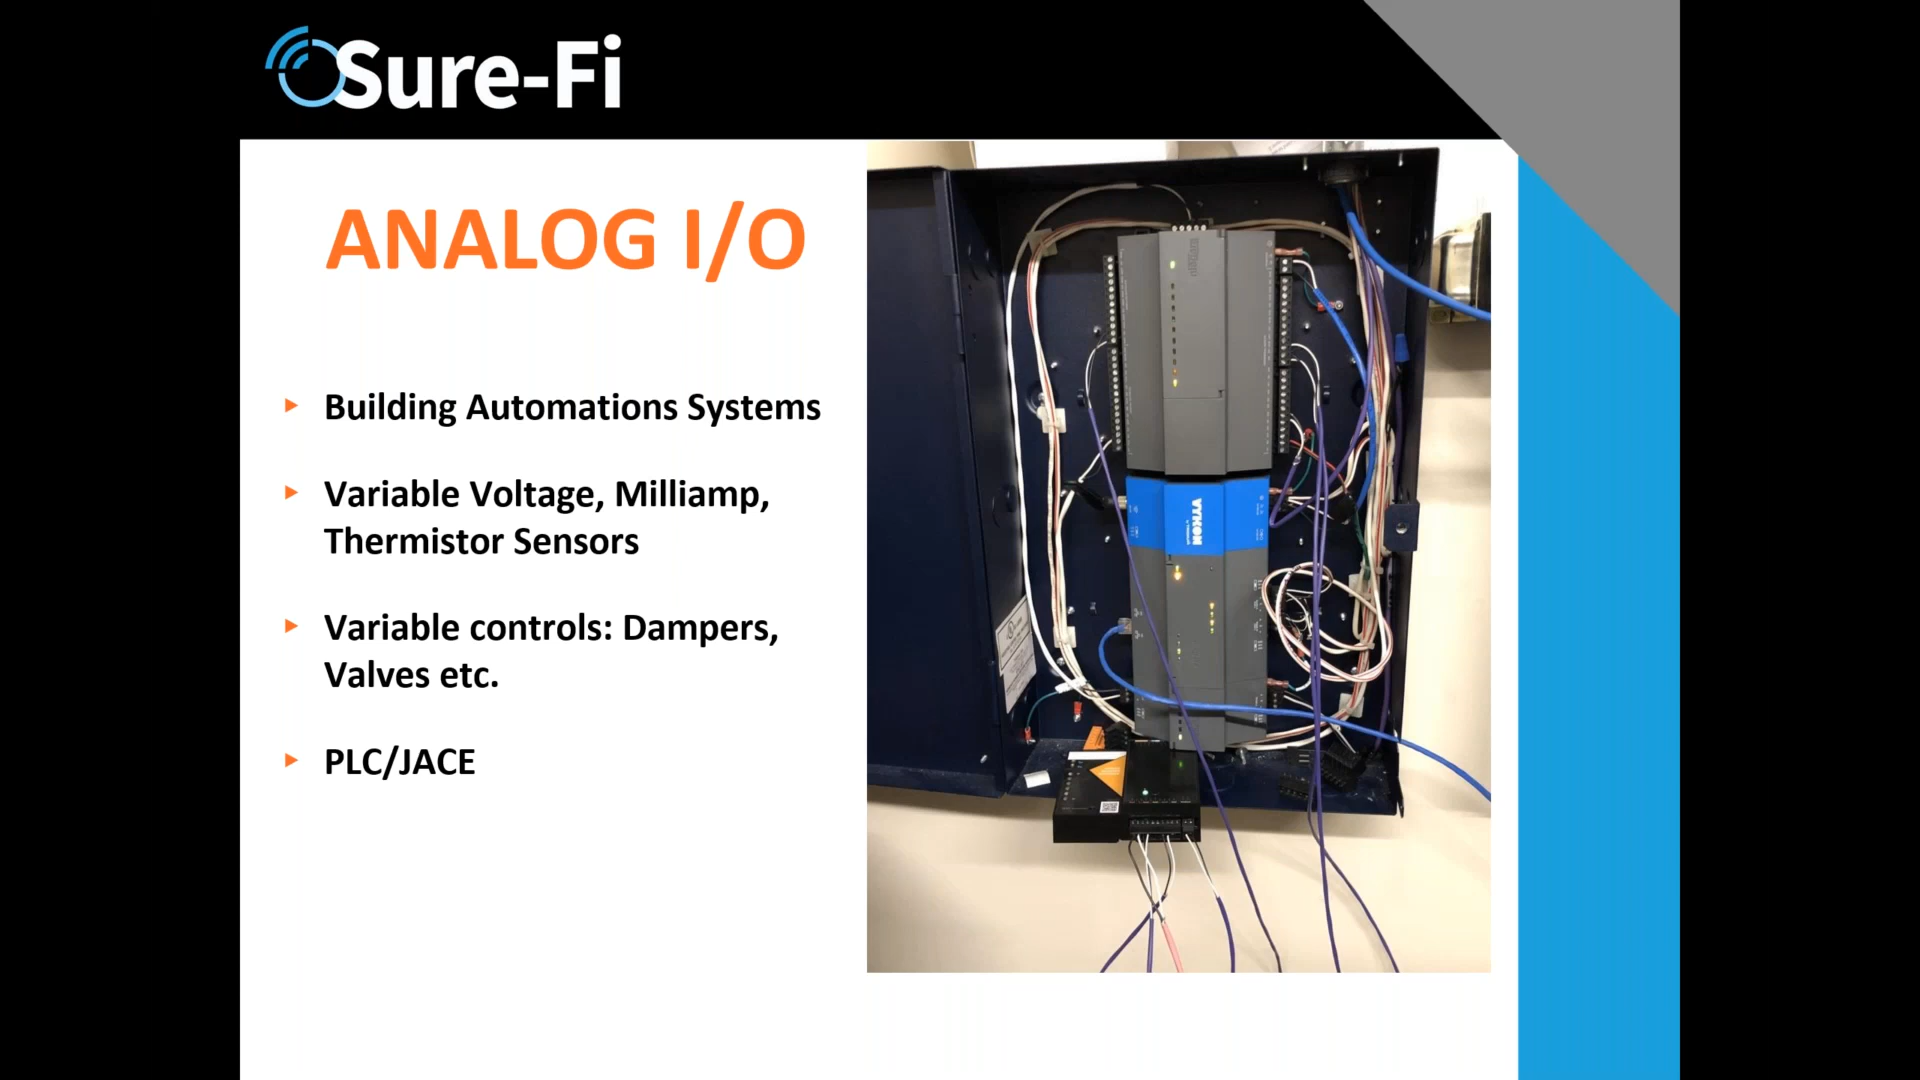 Sure-Fi
ANALOG I/O
Building Automations Systems
Variable Voltage, Milliamp,
Thermistor Sensors
Variable controls: Dampers,
Valves etc.
PLC/JACE
VYKON